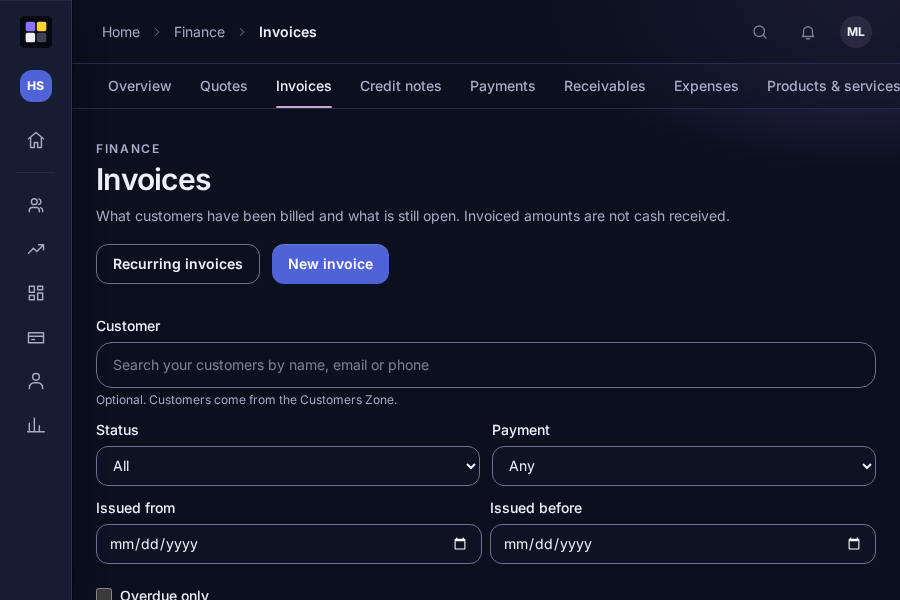 Home > Finance > Invoices
ML
HS
Overview Quotes Invoices Credit notes Payments Receivables Expenses Products & services
FINANCE
Invoices
What customers have been billed and what is still open. Invoiced amounts are not cash received.
Recurring invoices New invoice
Customer
Search your customers by name, email or phone
Optional. Customers come from the Customers Zone.
Status Payment
All Any
Issued from Issued before
mm/dd/yyyy mm/dd/yyyy
Overdue only